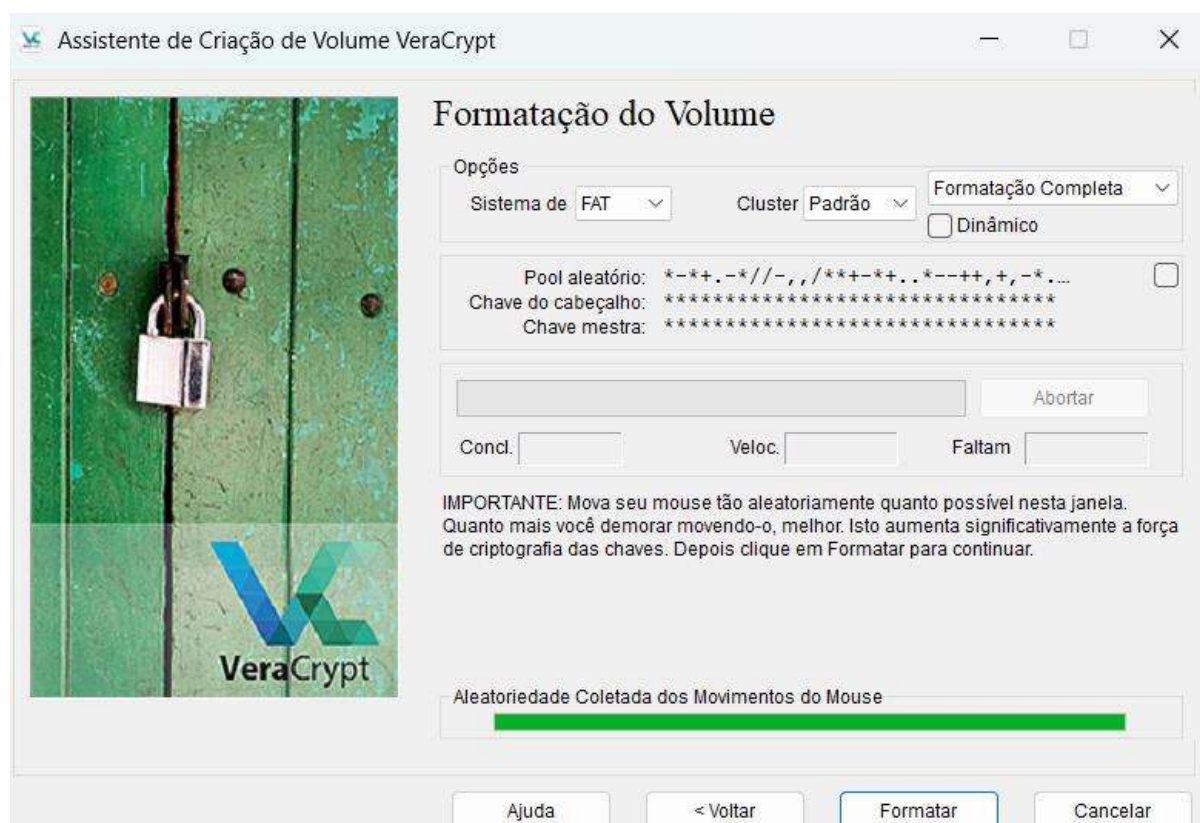 Assistente de Criação de Volume VeraCrypt
Formatação do Volume
Opções
Sistema de FAT Cluster Padrão Formatação Completa
Dinâmico
Pool aleatório: *-*+.-*//-,,/**+-*+..*--++,+,-*....
Chave do cabeçalho: ********************************
Chave mestra: ********************************
Abortar
Concl. Veloc. Faltam
IMPORTANTE: Mova seu mouse tão aleatoriamente quanto possível nesta janela.
Quanto mais você demorar movendo-o, melhor. Isto aumenta significativamente a força
de criptografia das chaves. Depois clique em Formatar para continuar.
VeraCrypt
Aleatoriedade Coletada dos Movimentos do Mouse
Ajuda < Voltar Formatar Cancelar